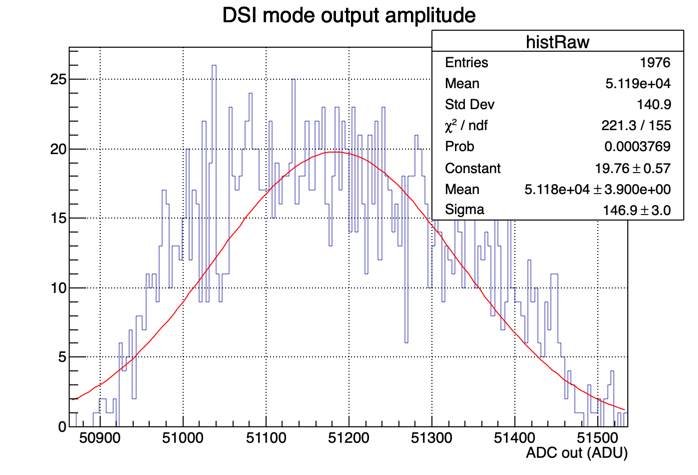 DSI mode output amplitude
histRaw
Entries 1976
Mean 5.119e+04
Std Dev 140.9
χ² / ndf 221.3 / 155
Prob 0.0003769
Constant 19.76 ± 0.57
Mean 5.118e+04 ± 3.900e+00
Sigma 146.9 ± 3.0
25
20
15
10
5
0
50900 51000 51100 51200 51300 51400 51500
ADC out (ADU)